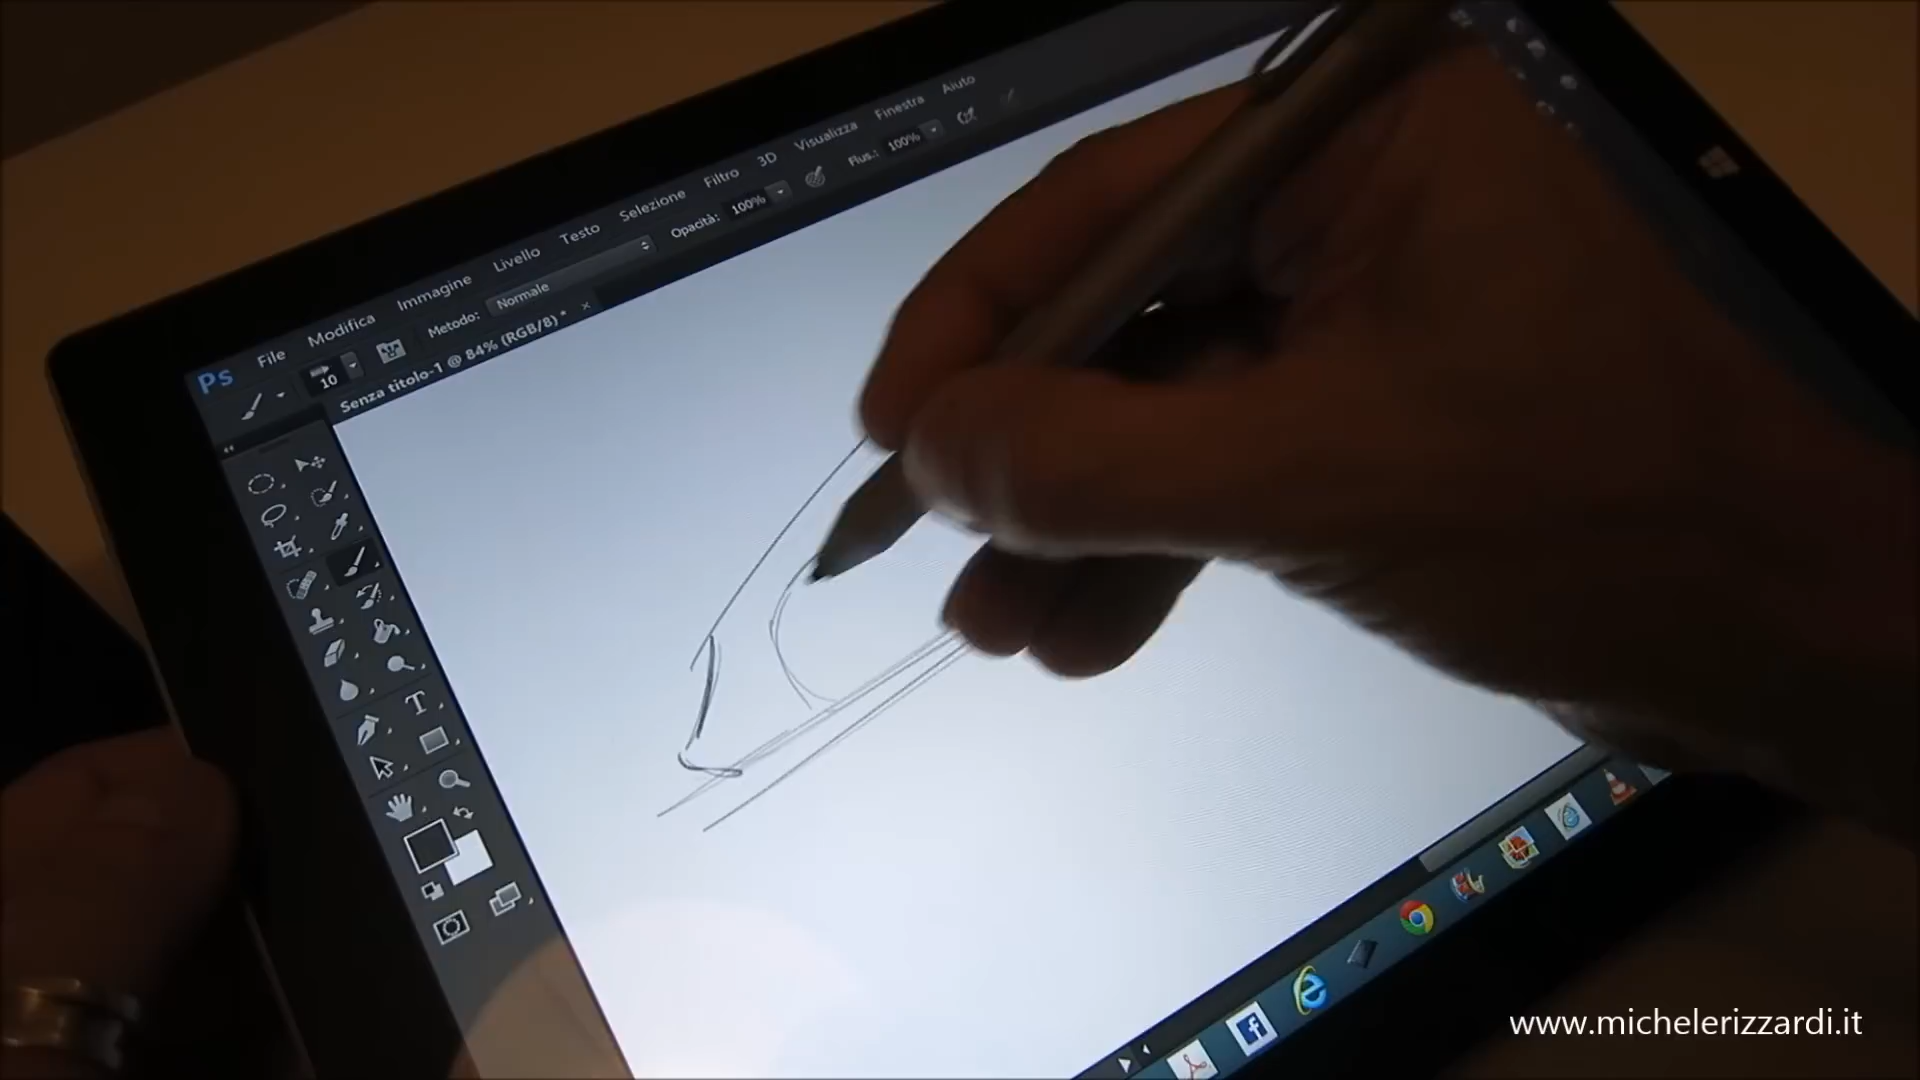 Ps File Modifica Immagine Livello Testo Selezione Filtro 3D Visualizza Finestra Aiuto
10 Metodo: Normale Opacità: 100% Flus.: 100%
Senza titolo-1 @ 84% (RGB/8) * ×
T
www.michelerizzardi.it